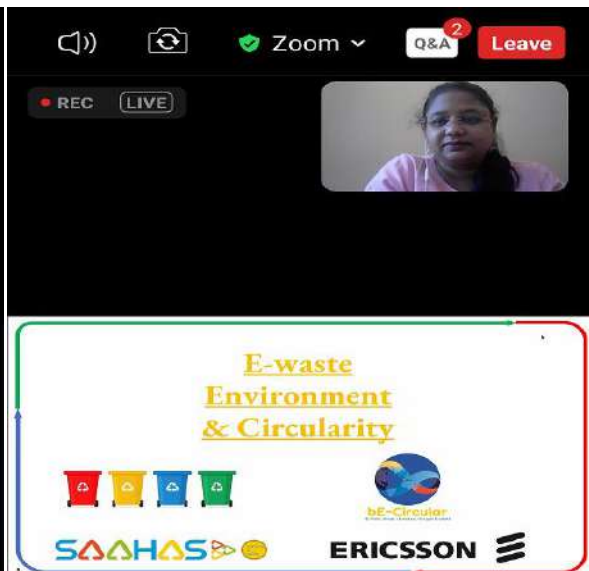 Zoom
Q&A
2
Leave
REC
LIVE
E-waste
Environment
& Circularity
bE-Circular
SAAHAS
ERICSSON